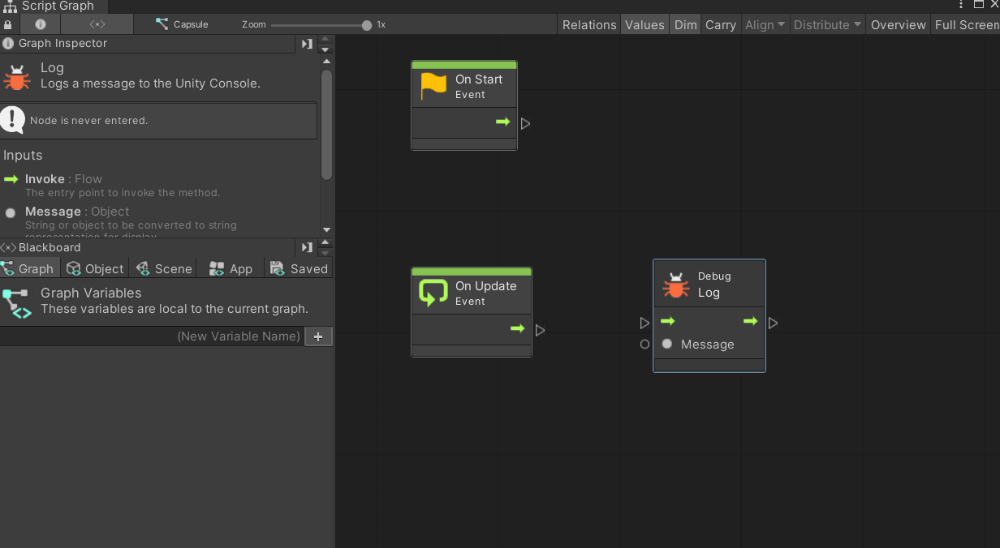 Script Graph
Capsule
Zoom
1x
Relations
Values
Dim
Carry
Align
Distribute
Overview
Full Screen
Graph Inspector
Log
Logs a message to the Unity Console.
Node is never entered.
Inputs
Invoke : Flow
The entry point to invoke the method.
Message : Object
String or object to be converted to string
representation for display
Blackboard
Graph
Object
Scene
App
Saved
Graph Variables
These variables are local to the current graph.
(New Variable Name)
+
On Start
Event
On Update
Event
Debug
Log
Message